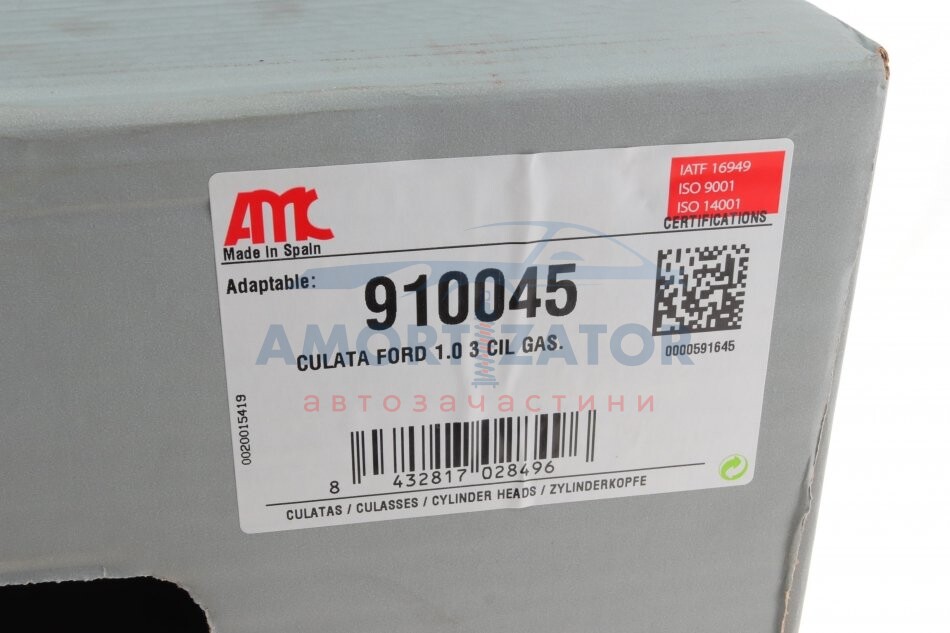 AMC
Made In Spain
IATF 16949
ISO 9001
ISO 14001
CERTIFICATIONS
Adaptable:
910045
0000591645
AMORTIZATOR
CULATA FORD 1.0 3 CIL GAS.
автозачастини
0020015419
8 432817 028496
CULATAS / CULASSES / CYLINDER HEADS / ZYLINDERKOPFE